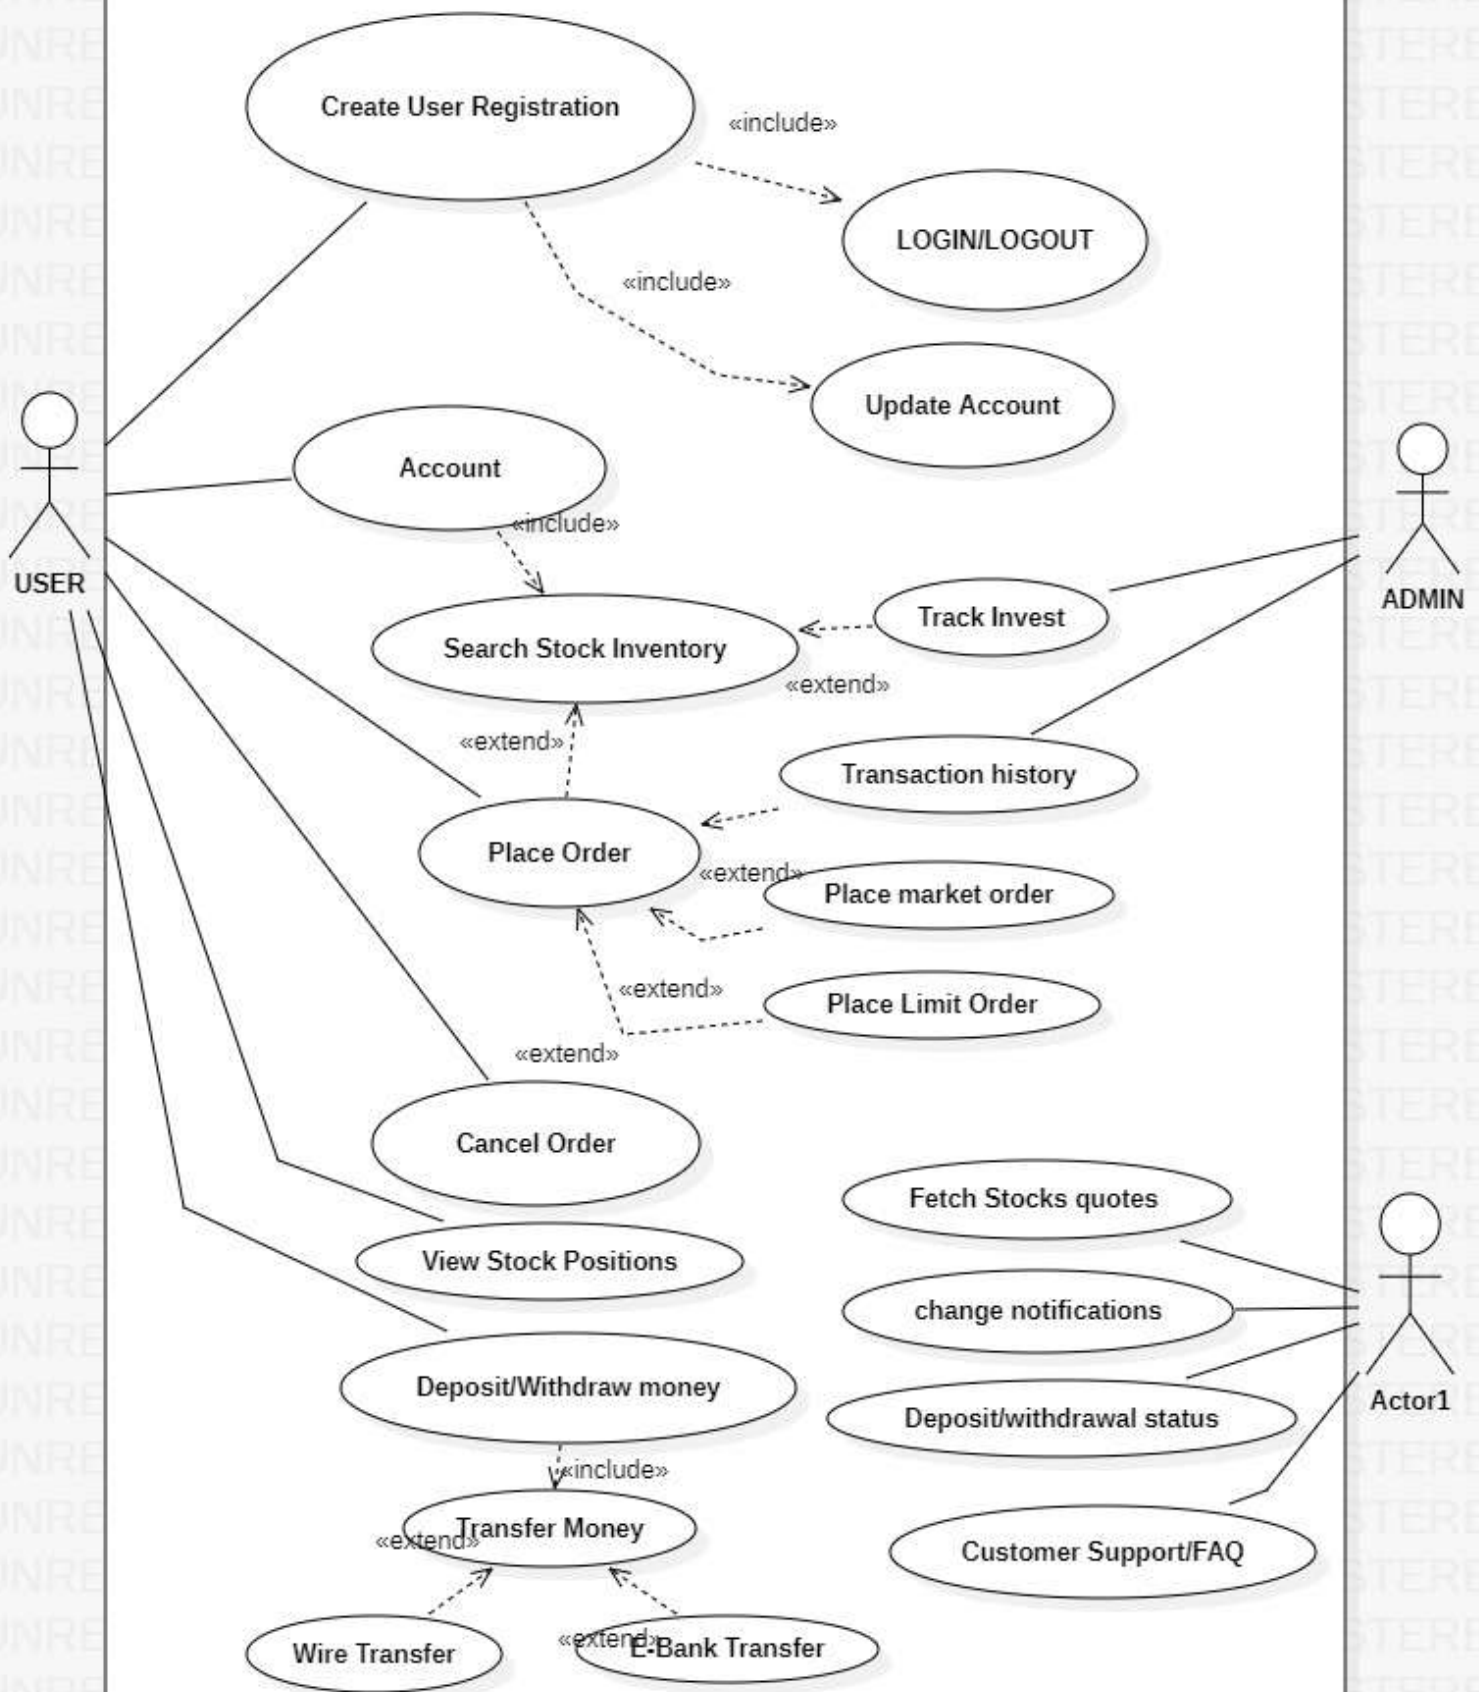 Create User Registration
«include»
LOGIN/LOGOUT
«include»
Update Account
Account
«include»
USER
ADMIN
Track Invest
Search Stock Inventory
«extend»
«extend»
Transaction history
Place Order
«extend»
Place market order
«extend»
Place Limit Order
«extend»
Cancel Order
Fetch Stocks quotes
View Stock Positions
change notifications
Deposit/Withdraw money
Actor1
Deposit/withdrawal status
«include»
Transfer Money
«extend»
Customer Support/FAQ
«extend»
E-Bank Transfer
Wire Transfer